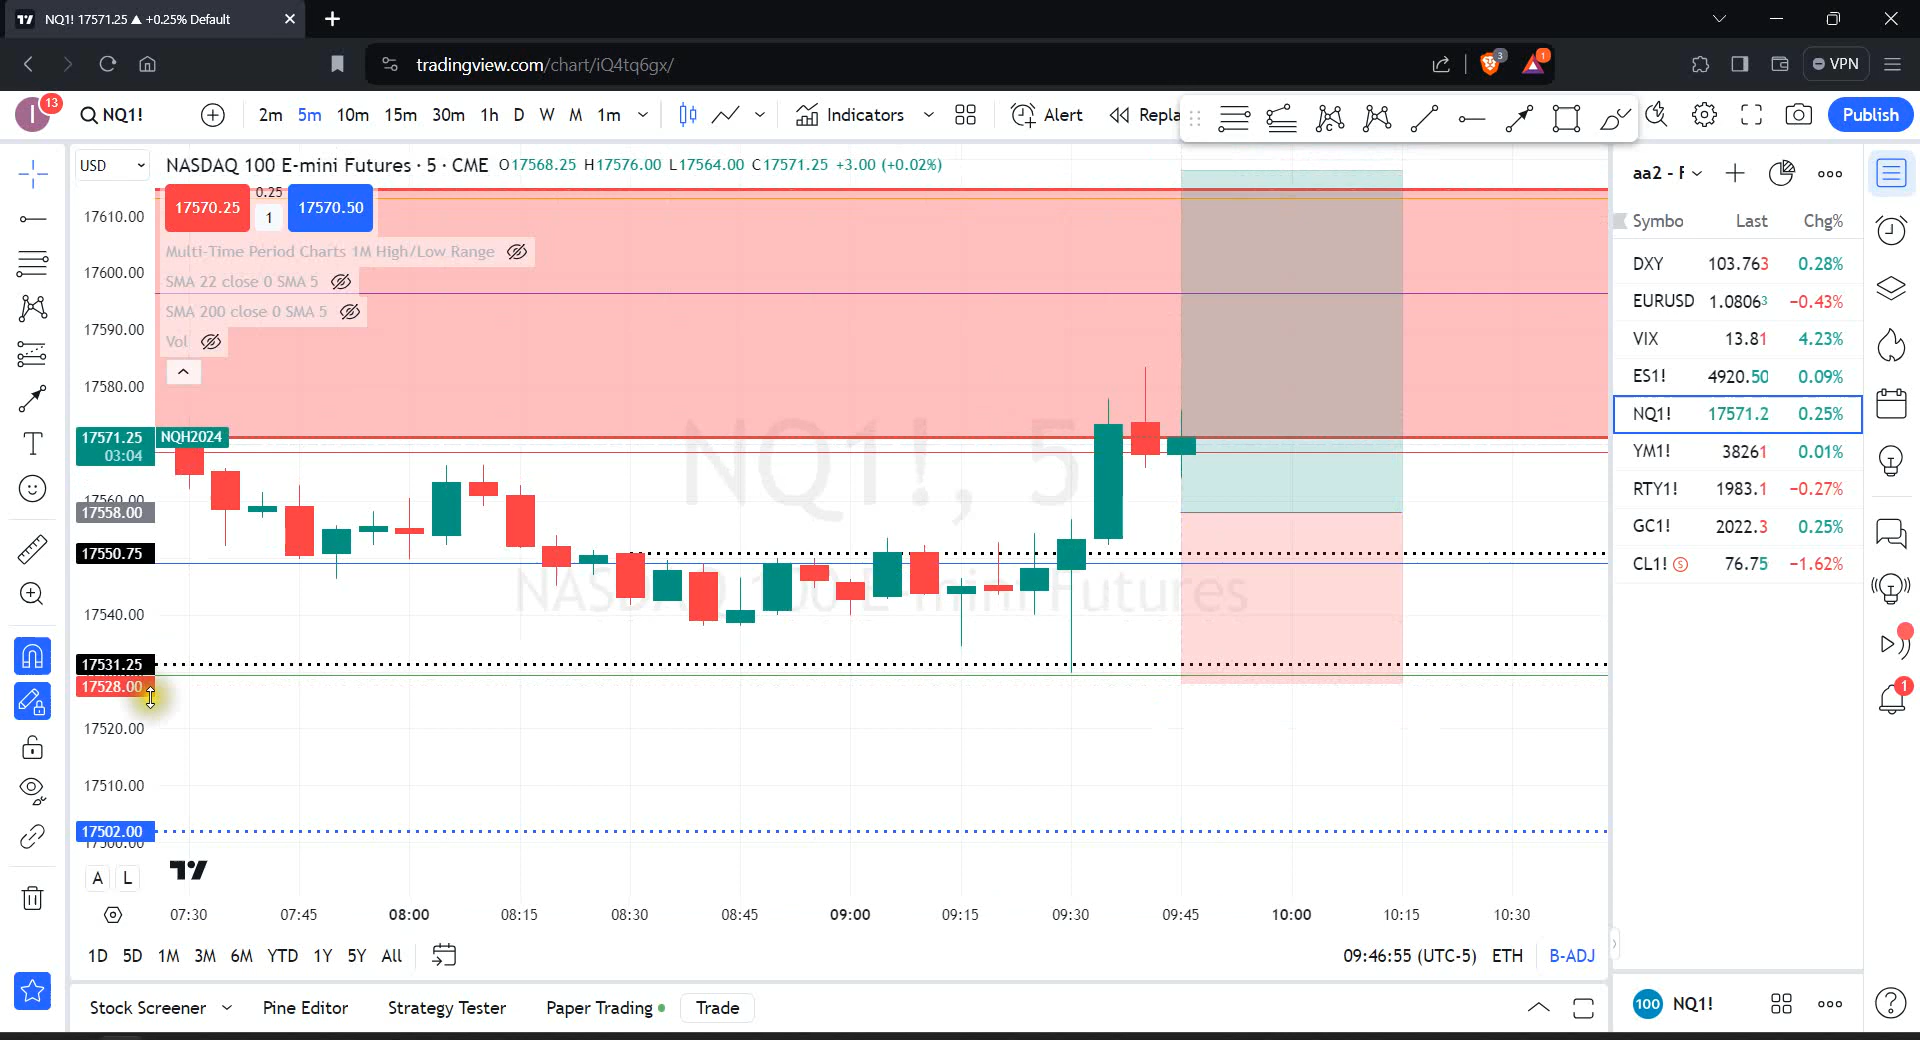 NQ1! 17571.25 ▲ +0.25% Default
tradingview.com/chart/iQ4tq6gx/
3
1
VPN
I
13
NQ1!
2m 5m 10m 15m 30m 1h D W M 1m
Indicators
Alert
Repla
Publish
USD
NASDAQ 100 E-mini Futures · 5 · CME O17568.25 H17576.00 L17564.00 C17571.25 +3.00 (+0.02%)
17570.25
0.25
1
17570.50
Multi-Time Period Charts 1M High/Low Range
SMA 22 close 0 SMA 5
SMA 200 close 0 SMA 5
Vol
17610.00
17600.00
17590.00
17580.00
17571.25
03:04
NQH2024
17560.00
17558.00
17550.75
17540.00
17531.25
17528.00
17520.00
17510.00
17502.00
17500.00
NQ1!, 5
NASDAQ 100 E-mini Futures
A L
07:30 07:45 08:00 08:15 08:30 08:45 09:00 09:15 09:30 09:45 10:00 10:15 10:30
1D 5D 1M 3M 6M YTD 1Y 5Y All
09:46:55 (UTC-5) ETH B-ADJ
Stock Screener Pine Editor Strategy Tester Paper Trading Trade
aa2 - F
Symbo Last Chg%
DXY 103.763 0.28%
EURUSD 1.08063 −0.43%
VIX 13.81 4.23%
ES1! 4920.50 0.09%
NQ1! 17571.2 0.25%
YM1! 38261 0.01%
RTY1! 1983.1 −0.27%
GC1! 2022.3 0.25%
CL1! S 76.75 −1.62%
100 NQ1!
1